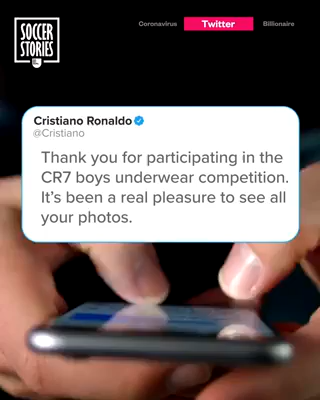 SOCCER
STORIES
Coronavirus
Twitter
Billionaire
Cristiano Ronaldo
@Cristiano
Thank you for participating in the
CR7 boys underwear competition.
It’s been a real pleasure to see all
your photos.